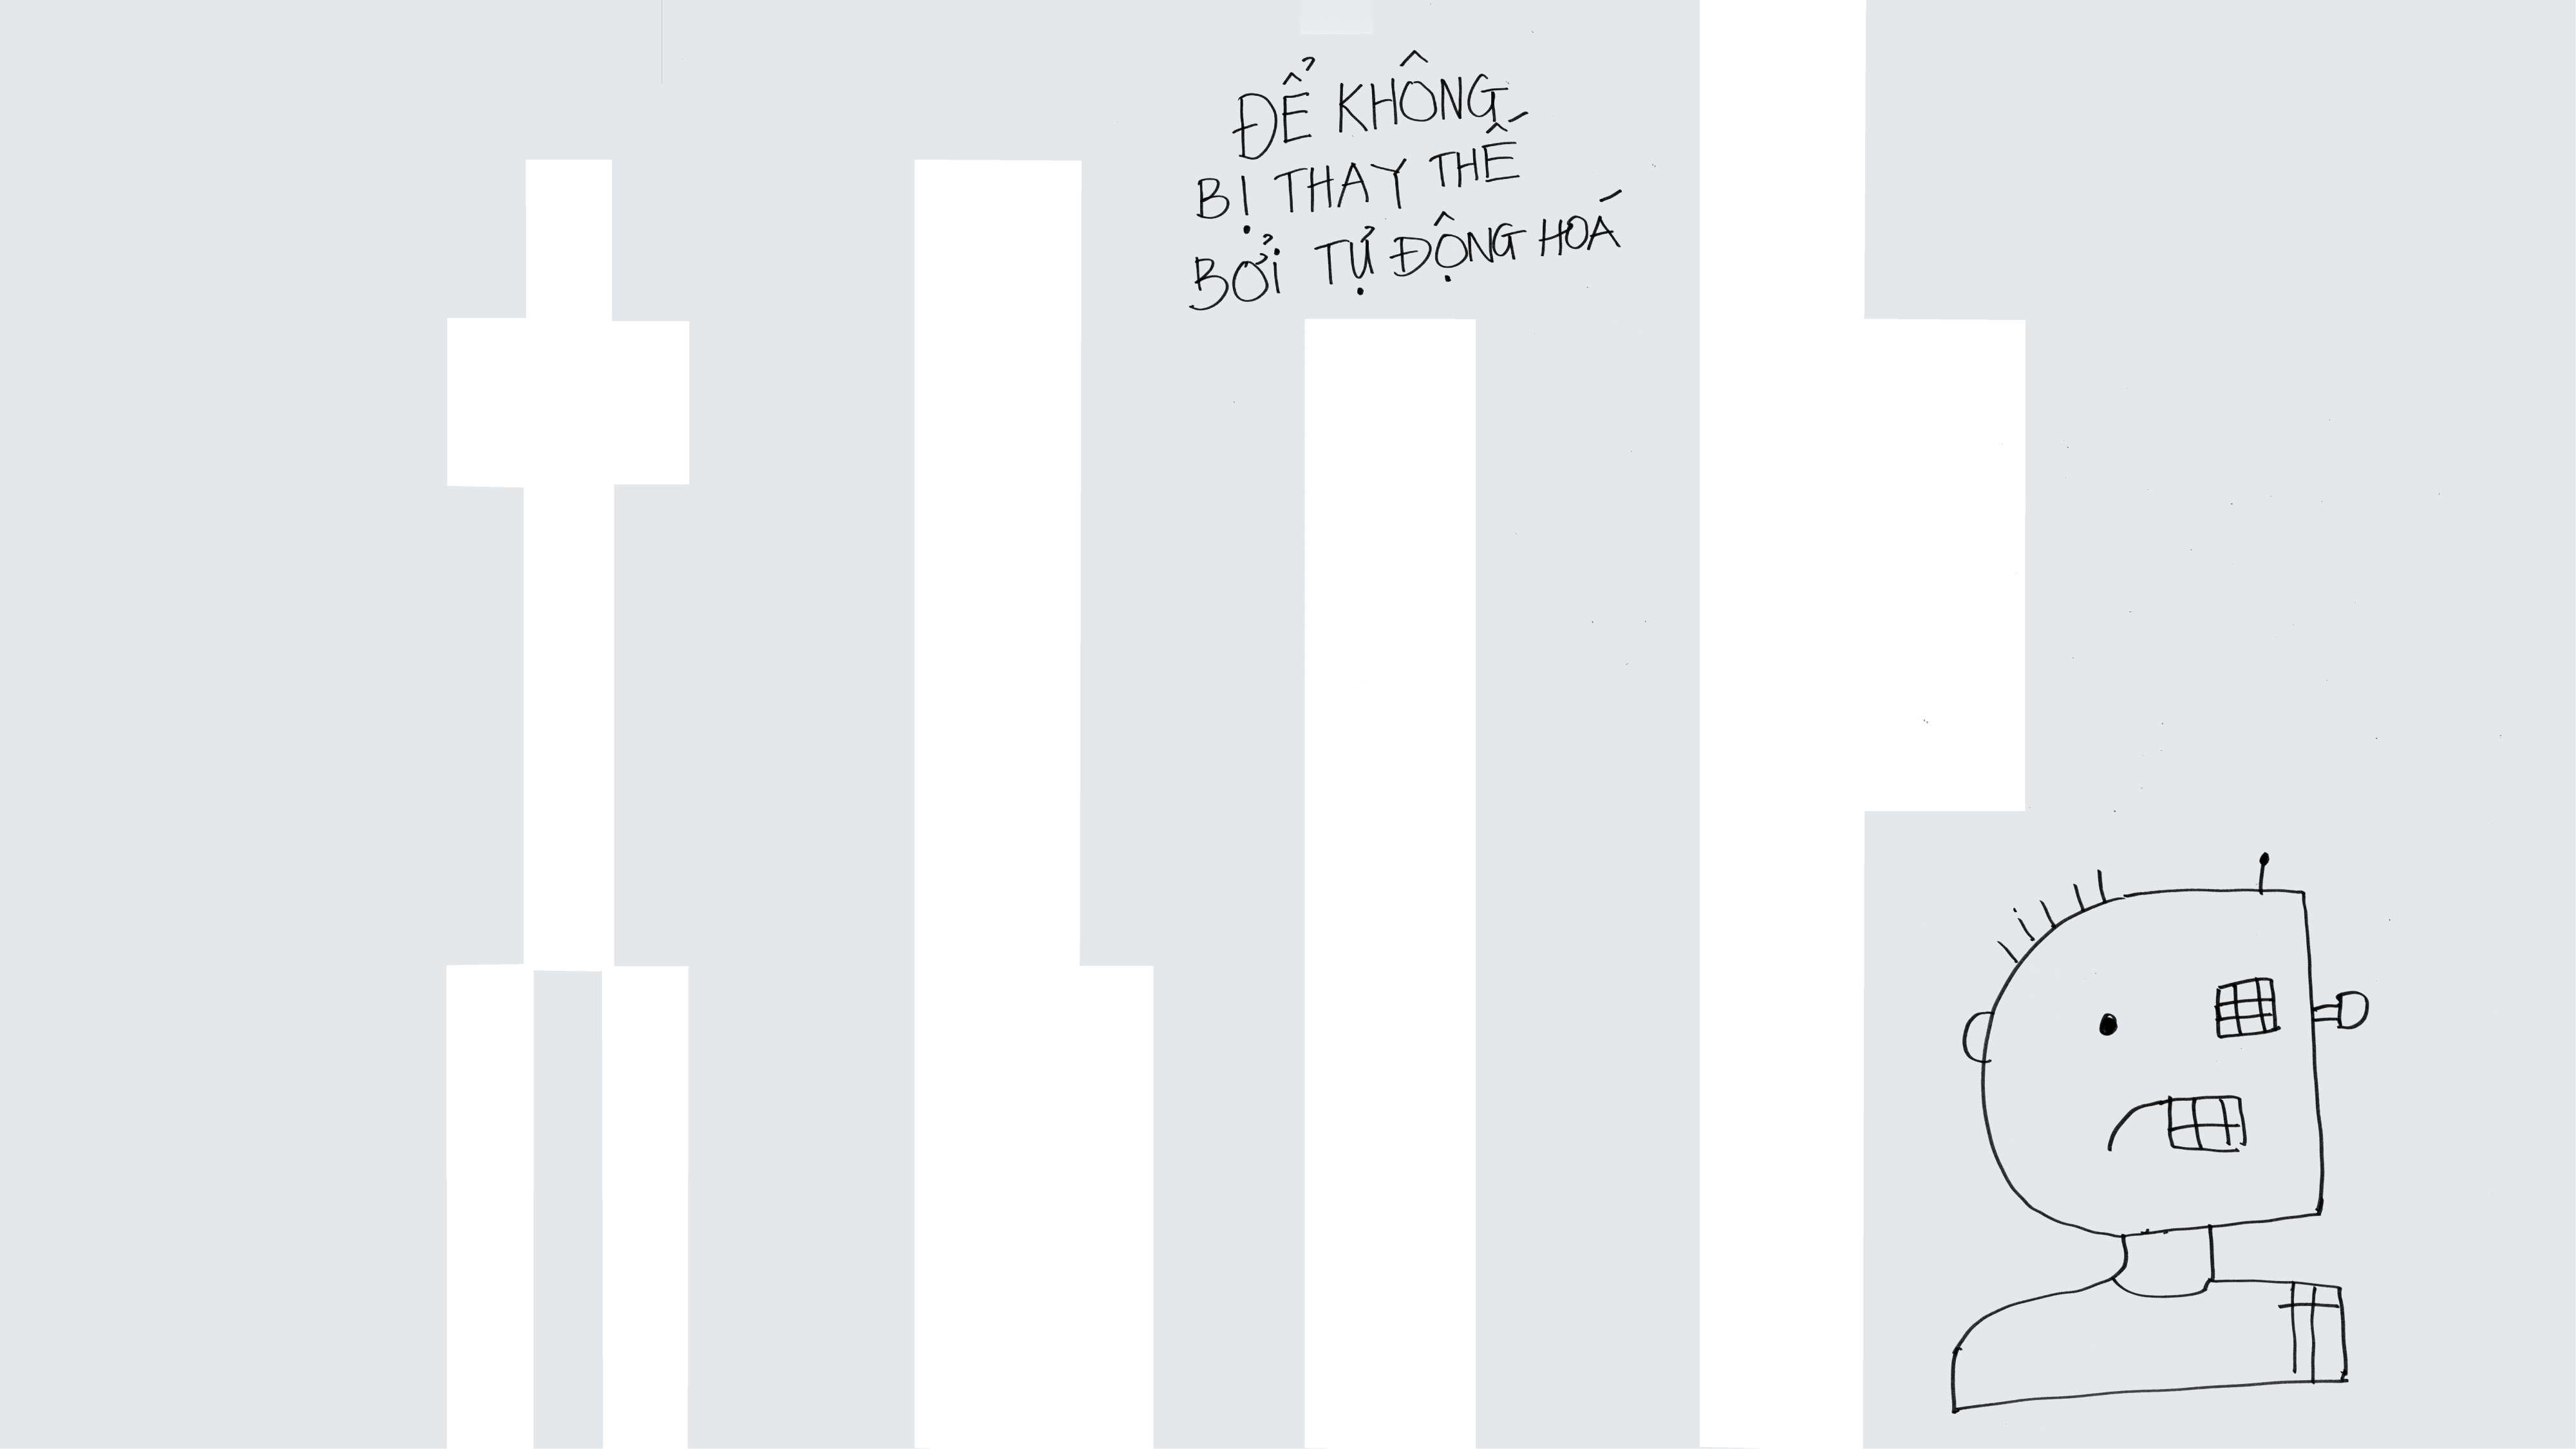 ĐỂ KHÔNG
BỊ THAY THẾ
BỞI TỰ ĐỘNG HOÁ